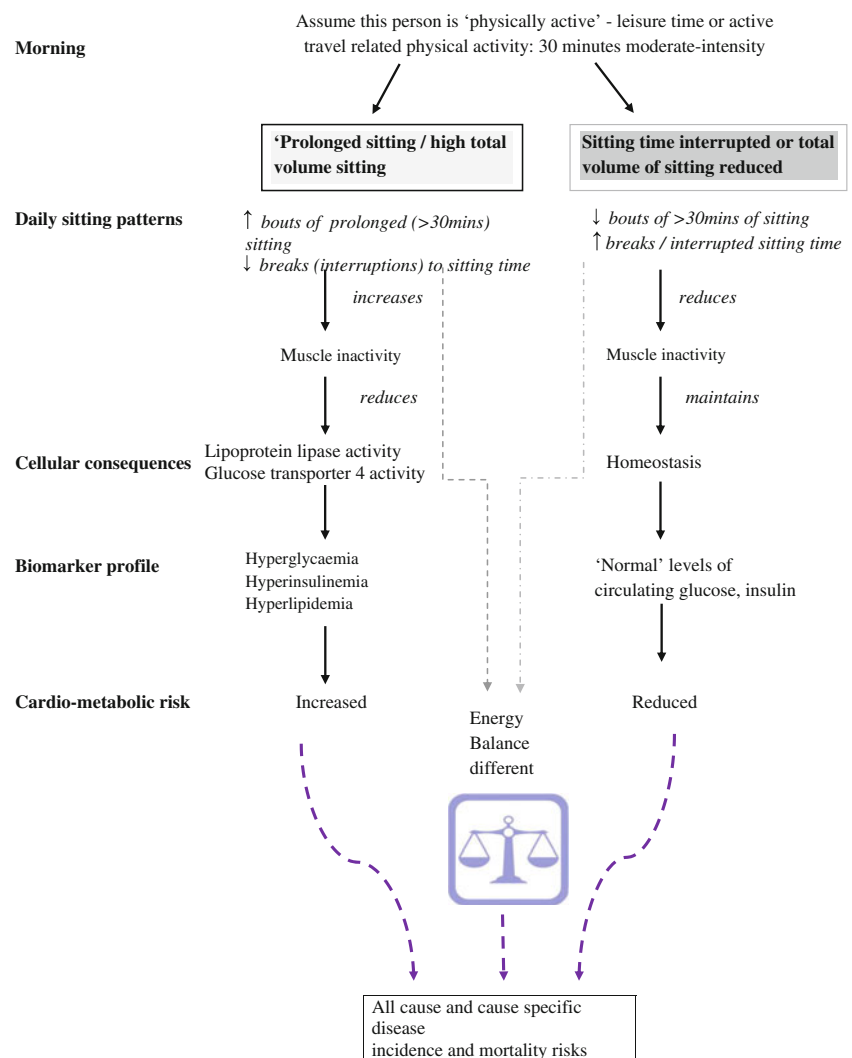 Assume this person is ‘physically active’ - leisure time or active
travel related physical activity: 30 minutes moderate-intensity
Morning
‘Prolonged sitting / high total
volume sitting
Sitting time interrupted or total
volume of sitting reduced
Daily sitting patterns
↑ bouts of prolonged (>30mins)
sitting
↓ breaks (interruptions) to sitting time
↓ bouts of >30mins of sitting
↑ breaks / interrupted sitting time
increases
reduces
Muscle inactivity
Muscle inactivity
reduces
maintains
Cellular consequences
Lipoprotein lipase activity
Glucose transporter 4 activity
Homeostasis
Biomarker profile
Hyperglycaemia
Hyperinsulinemia
Hyperlipidemia
‘Normal’ levels of
circulating glucose, insulin
Cardio-metabolic risk
Increased
Energy
Balance
different
Reduced
All cause and cause specific
disease
incidence and mortality risks